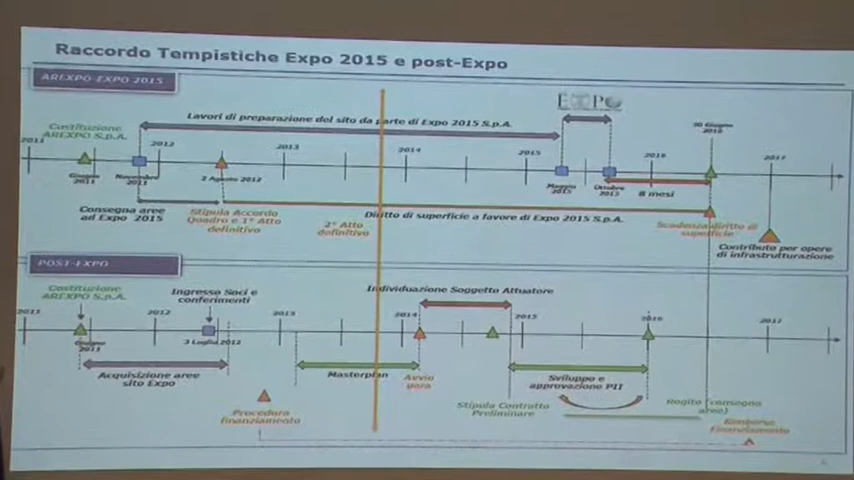 Raccordo Tempistiche Expo 2015 e post-Expo
AREXPO-EXPO 2015
EXPO
Lavori di preparazione del sito da parte di Expo 2015 S.p.A.
Costituzione
AREXPO S.p.A.
30 Giugno
2016
2011
2012
2013
2014
2015
2016
2017
Giugno
2011
Novembre
2011
2 Agosto 2012
Maggio
2015
Ottobre
2015
8 mesi
Consegna aree
ad Expo 2015
Stipula Accordo
Quadro e 1° Atto
definitivo
2° Atto
definitivo
Diritto di superficie a favore di Expo 2015 S.p.A.
Scadenza diritto di
superficie
Contributo per opere
di infrastrutturazione
POST-EXPO
Costituzione
AREXPO S.p.A.
Ingresso Soci e
conferimenti
Individuazione Soggetto Attuatore
2011
2012
2013
2014
2015
2016
2017
Giugno
2011
3 Luglio 2012
Acquisizione aree
sito Expo
Masterplan
Avvio
gara
Sviluppo e
approvazione PII
Procedura
finanziamento
Stipula Contratto
Preliminare
Rogito (consegna
aree)
Rimborso
Finanziamento